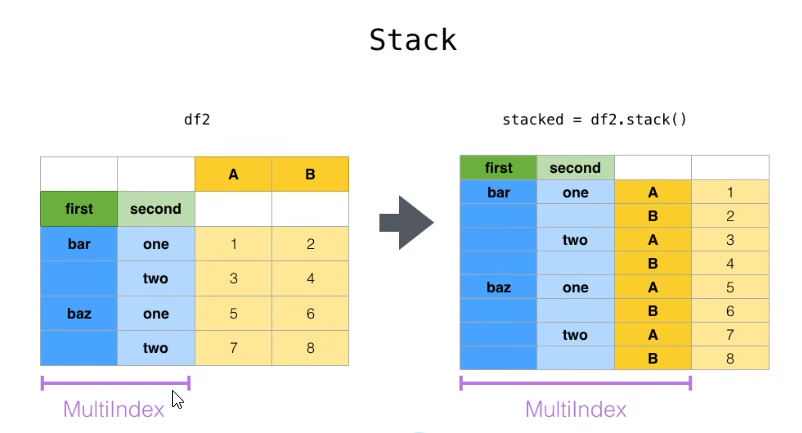 Stack
df2
stacked = df2.stack()
A B
first second
bar one 1 2
two 3 4
baz one 5 6
two 7 8
MultiIndex
first second
bar one A 1
B 2
two A 3
B 4
baz one A 5
B 6
two A 7
B 8
MultiIndex